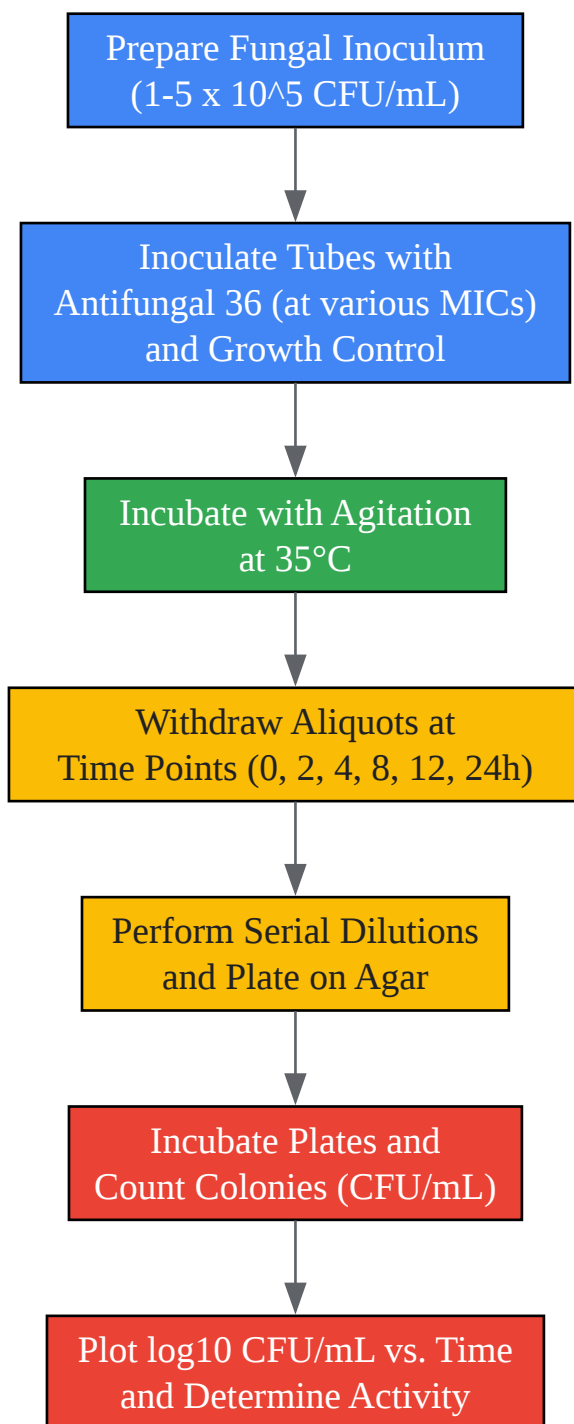 Prepare Fungal Inoculum
(1-5 x 10^5 CFU/mL)
Inoculate Tubes with
Antifungal 36 (at various MICs)
and Growth Control
Incubate with Agitation
at 35°C
Withdraw Aliquots at
Time Points (0, 2, 4, 8, 12, 24h)
Perform Serial Dilutions
and Plate on Agar
Incubate Plates and
Count Colonies (CFU/mL)
Plot log10 CFU/mL vs. Time
and Determine Activity